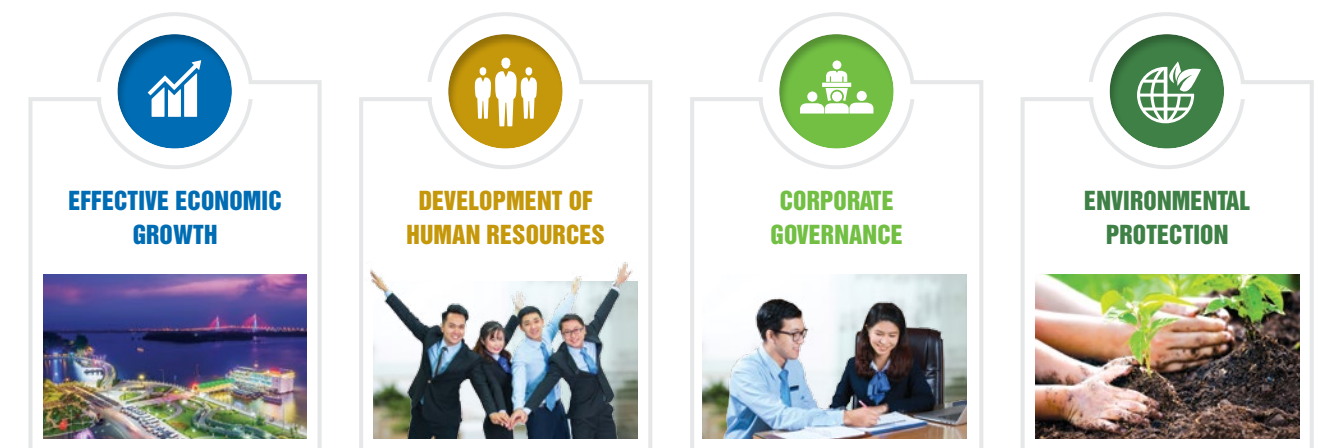 EFFECTIVE ECONOMIC
GROWTH
DEVELOPMENT OF
HUMAN RESOURCES
CORPORATE
GOVERNANCE
ENVIRONMENTAL
PROTECTION